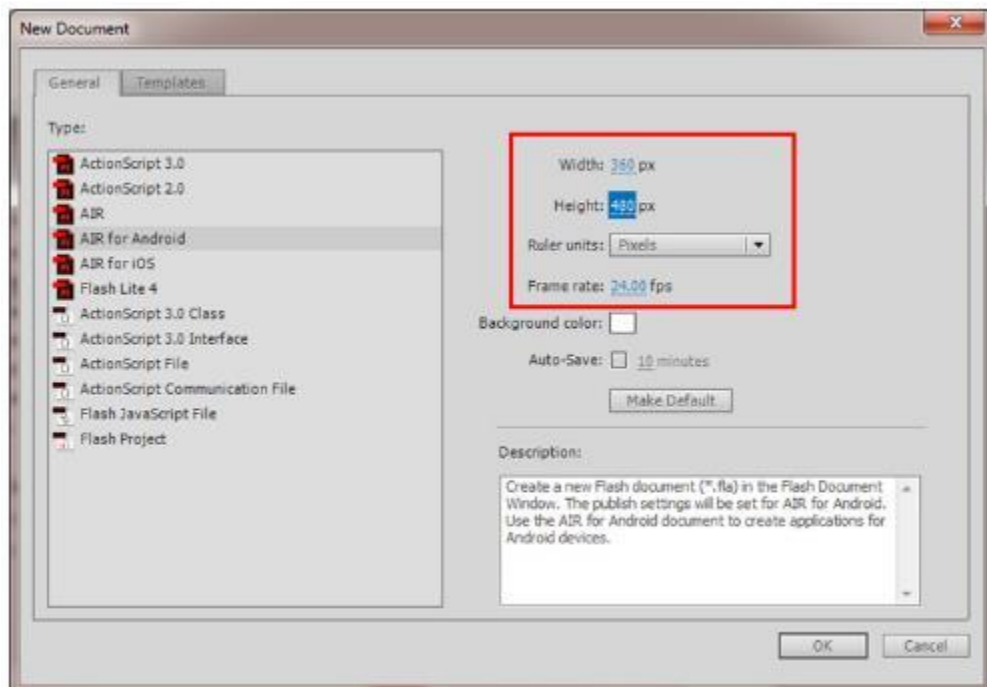 New Document
General
Templates
Type:
ActionScript 3.0
ActionScript 2.0
AIR
AIR for Android
AIR for iOS
Flash Lite 4
ActionScript 3.0 Class
ActionScript 3.0 Interface
ActionScript File
ActionScript Communication File
Flash JavaScript File
Flash Project
Width: 360 px
Height: 480 px
Ruler units: Pixels
Frame rate: 24.00 fps
Background color:
Auto-Save: 10 minutes
Make Default
Description:
Create a new Flash document (*.fla) in the Flash Document
Window. The publish settings will be set for AIR for Android.
Use the AIR for Android document to create applications for
Android devices.
OK
Cancel